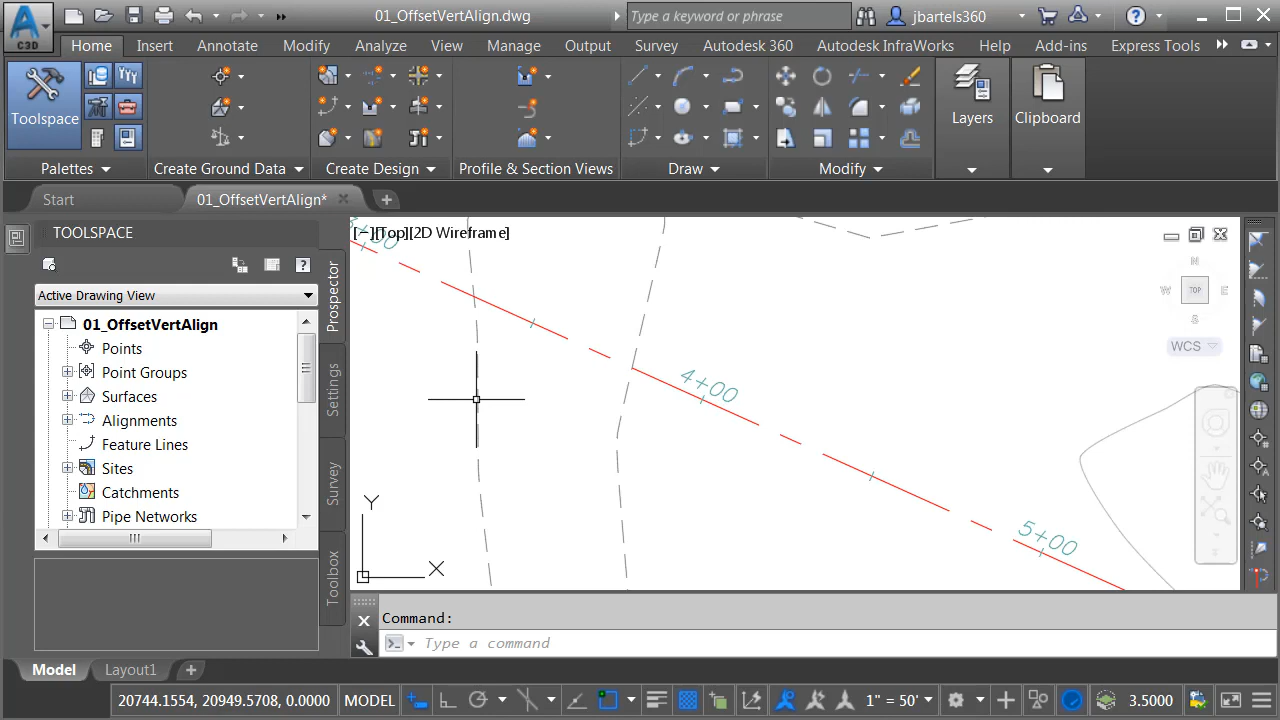 01_OffsetVertAlign.dwg
Type a keyword or phrase
jbartels360
C3D
Home Insert Annotate Modify Analyze View Manage Output Survey Autodesk 360 Autodesk InfraWorks Help Add-ins Express Tools
Toolspace
Layers
Clipboard
Palettes
Create Ground Data
Create Design
Profile & Section Views
Draw
Modify
Start
01_OffsetVertAlign*
TOOLSPACE
[−][Top][2D Wireframe]
Active Drawing View
01_OffsetVertAlign
Points
Point Groups
Surfaces
Alignments
Feature Lines
Sites
Catchments
Pipe Networks
Prospector
Settings
Survey
Toolbox
4+00
5+00
N
W TOP E
S
WCS
Y
X
Command:
Type a command
Model
Layout1
20744.1554, 20949.5708, 0.0000
MODEL
1" = 50'
3.5000